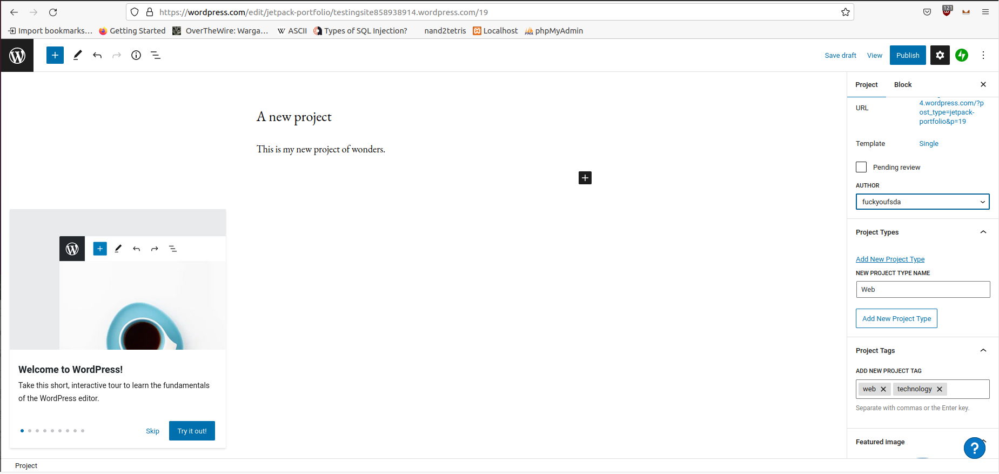 https://wordpress.com/edit/jetpack-portfolio/testingsite858938914.wordpress.com/19
121
Import bookmarks... Getting Started OverTheWire: Warga... W ASCII Types of SQL Injection? nand2tetris Localhost phpMyAdmin
Save draft View Publish
Project Block
A new project
This is my new project of wonders.
URL
4.wordpress.com/?p
ost_type=jetpack-
portfolio&p=19
Template Single
Pending review
AUTHOR
fuckyoufsda
Project Types
Add New Project Type
NEW PROJECT TYPE NAME
Web
Add New Project Type
Project Tags
ADD NEW PROJECT TAG
web technology
Separate with commas or the Enter key.
Featured image
Welcome to WordPress!
Take this short, interactive tour to learn the fundamentals
of the WordPress editor.
Skip Try it out!
Project